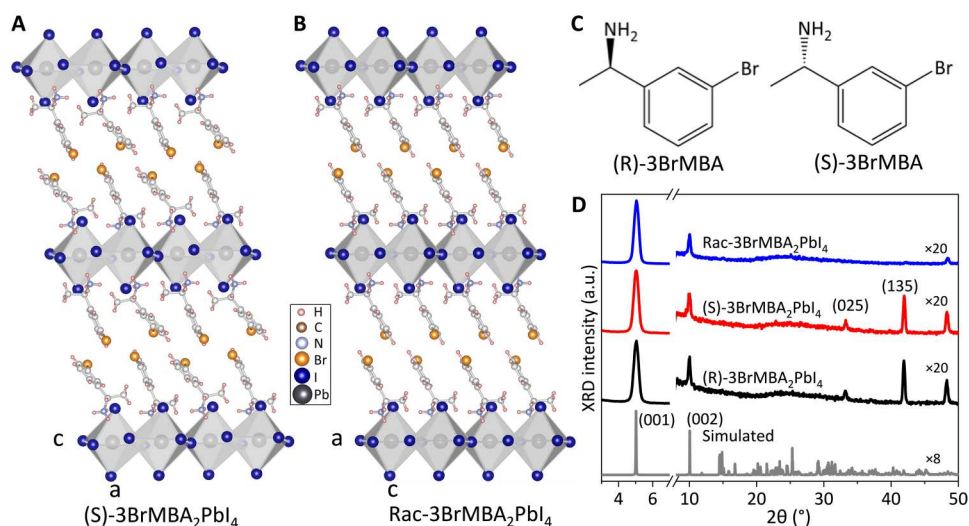 A
c
a
(S)-3BrMBA₂PbI₄
H
C
N
Br
I
Pb
B
a
c
Rac-3BrMBA₂PbI₄
C
NH₂
Br
(R)-3BrMBA
NH₂
Br
(S)-3BrMBA
D
XRD intensity (a.u.)
Rac-3BrMBA₂PbI₄
×20
(S)-3BrMBA₂PbI₄
(025)
(135)
×20
(R)-3BrMBA₂PbI₄
×20
(001)
(002)
Simulated
×8
4 6 10 20 30 40 50
2θ (°)